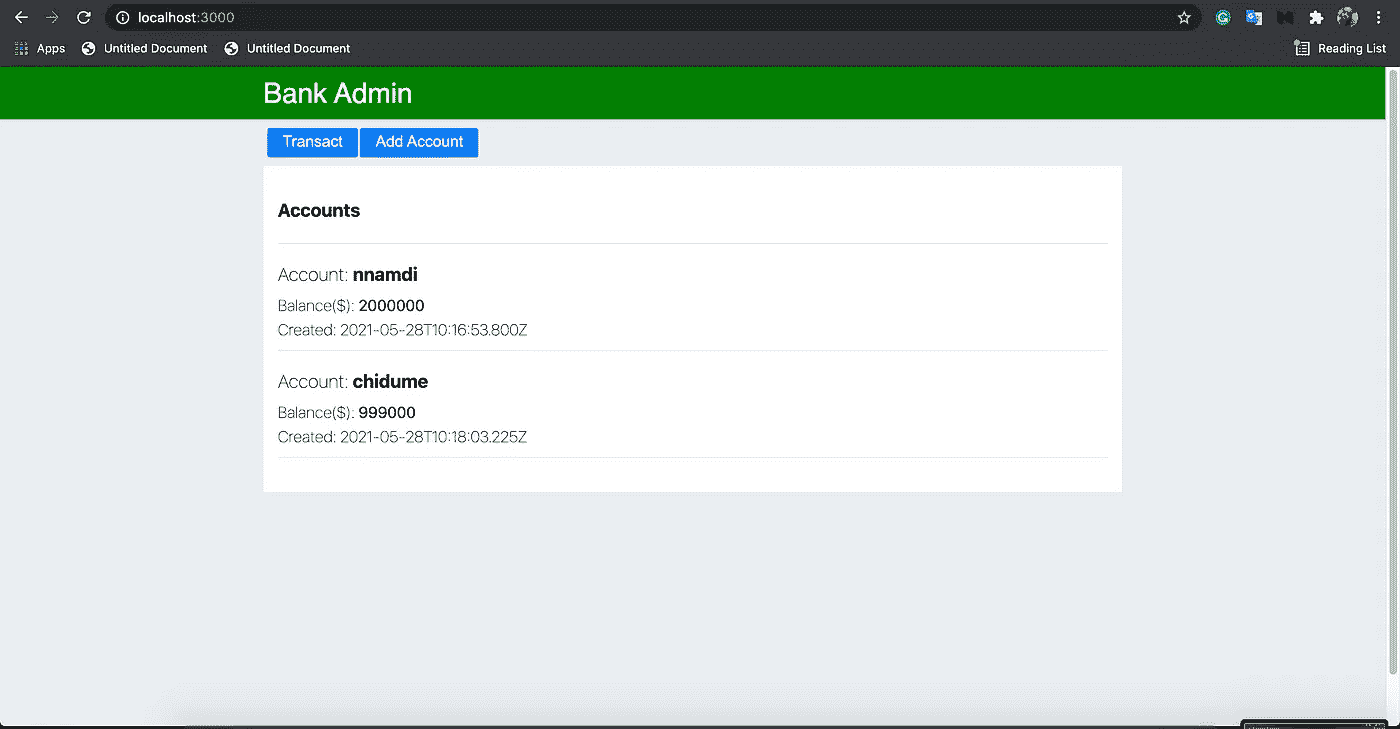 localhost:3000
Apps Untitled Document Untitled Document Reading List
Bank Admin
Transact Add Account
Accounts
Account: nnamdi
Balance($): 2000000
Created: 2021-05-28T10:16:53.800Z
Account: chidume
Balance($): 999000
Created: 2021-05-28T10:18:03.225Z